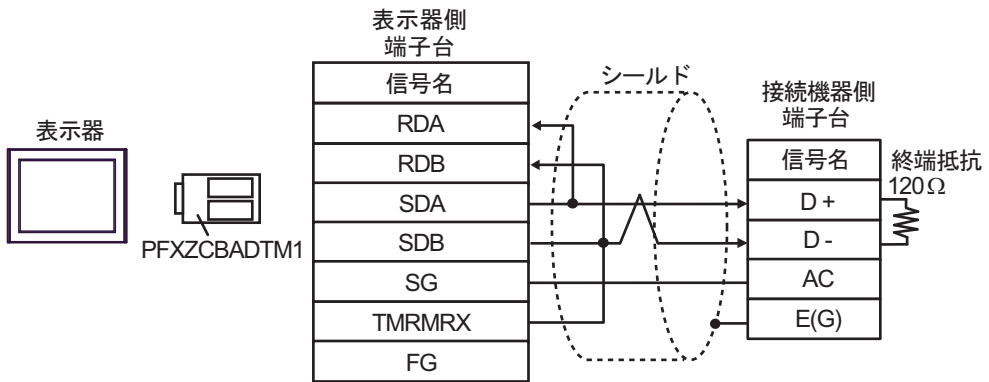 表示器側
端子台
信号名
RDA
RDB
SDA
SDB
SG
TMRMRX
FG
表示器
PFXZCBADTM1
シールド
接続機器側
端子台
信号名
D +
D -
AC
E(G)
終端抵抗
120Ω